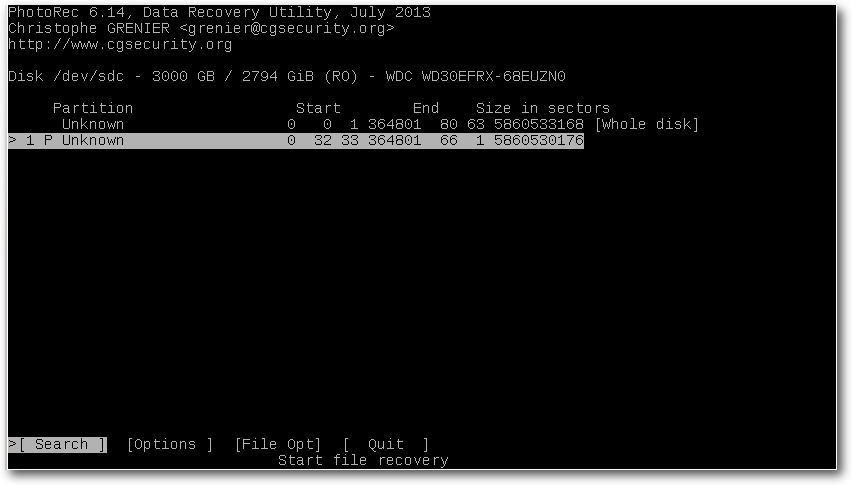 PhotoRec 6.14, Data Recovery Utility, July 2013
Christophe GRENIER <grenier@cgsecurity.org>
http://www.cgsecurity.org
Disk /dev/sdc - 3000 GB / 2794 GiB (RO) - WDC WD30EFRX-68EUZN0
Partition Start End Size in sectors
Unknown 0 0 1 364801 80 63 5860533168 [Whole disk]
> 1 P Unknown 0 32 33 364801 66 1 5860530176
>[ Search ] [Options ] [File Opt] [ Quit ]
Start file recovery